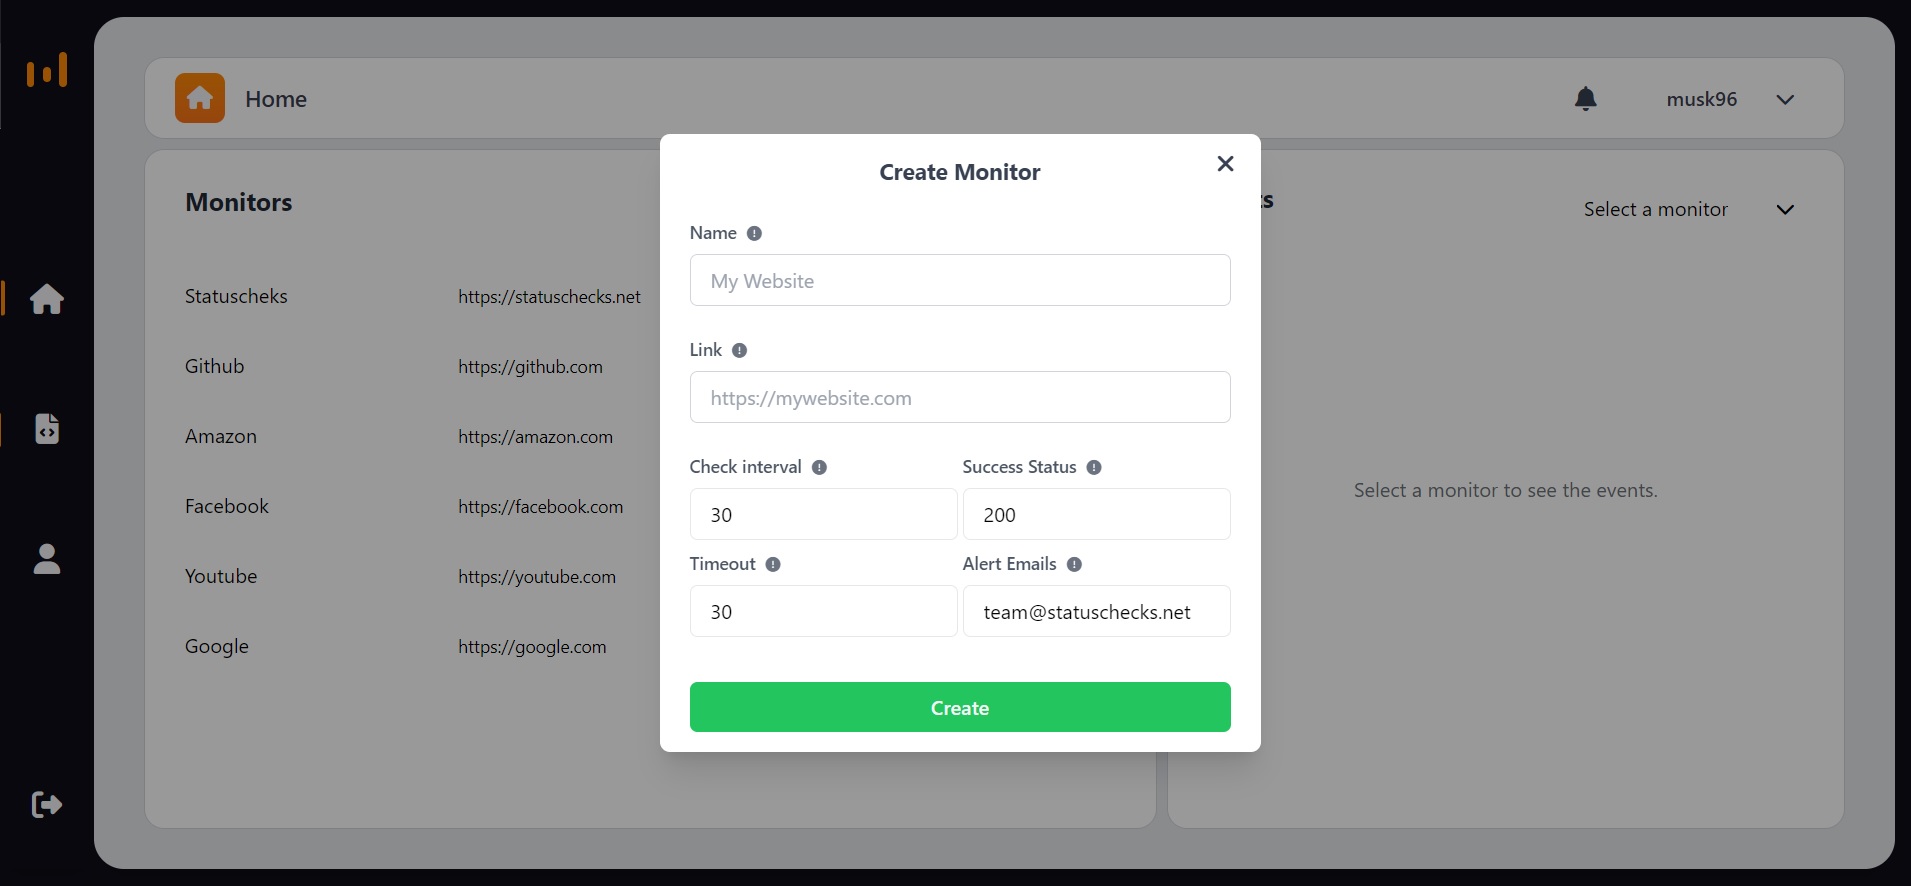 Home
musk96
Create Monitor
Monitors
Select a monitor
Name
My Website
Link
https://mywebsite.com
Statuscheks https://statuschecks.net
Github https://github.com
Amazon https://amazon.com
Facebook https://facebook.com
Youtube https://youtube.com
Google https://google.com
Check interval Success Status
30 200
Timeout Alert Emails
30 team@statuschecks.net
Create
Select a monitor to see the events.